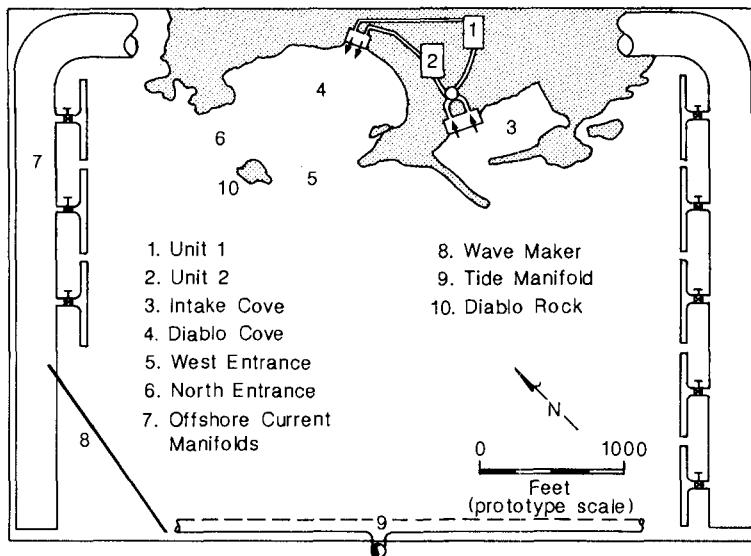 1
2
4
3
7
6
10
5
1. Unit 1
2. Unit 2
3. Intake Cove
4. Diablo Cove
5. West Entrance
6. North Entrance
7. Offshore Current
Manifolds
8. Wave Maker
9. Tide Manifold
10. Diablo Rock
N
8
0 1000
Feet
(prototype scale)
9